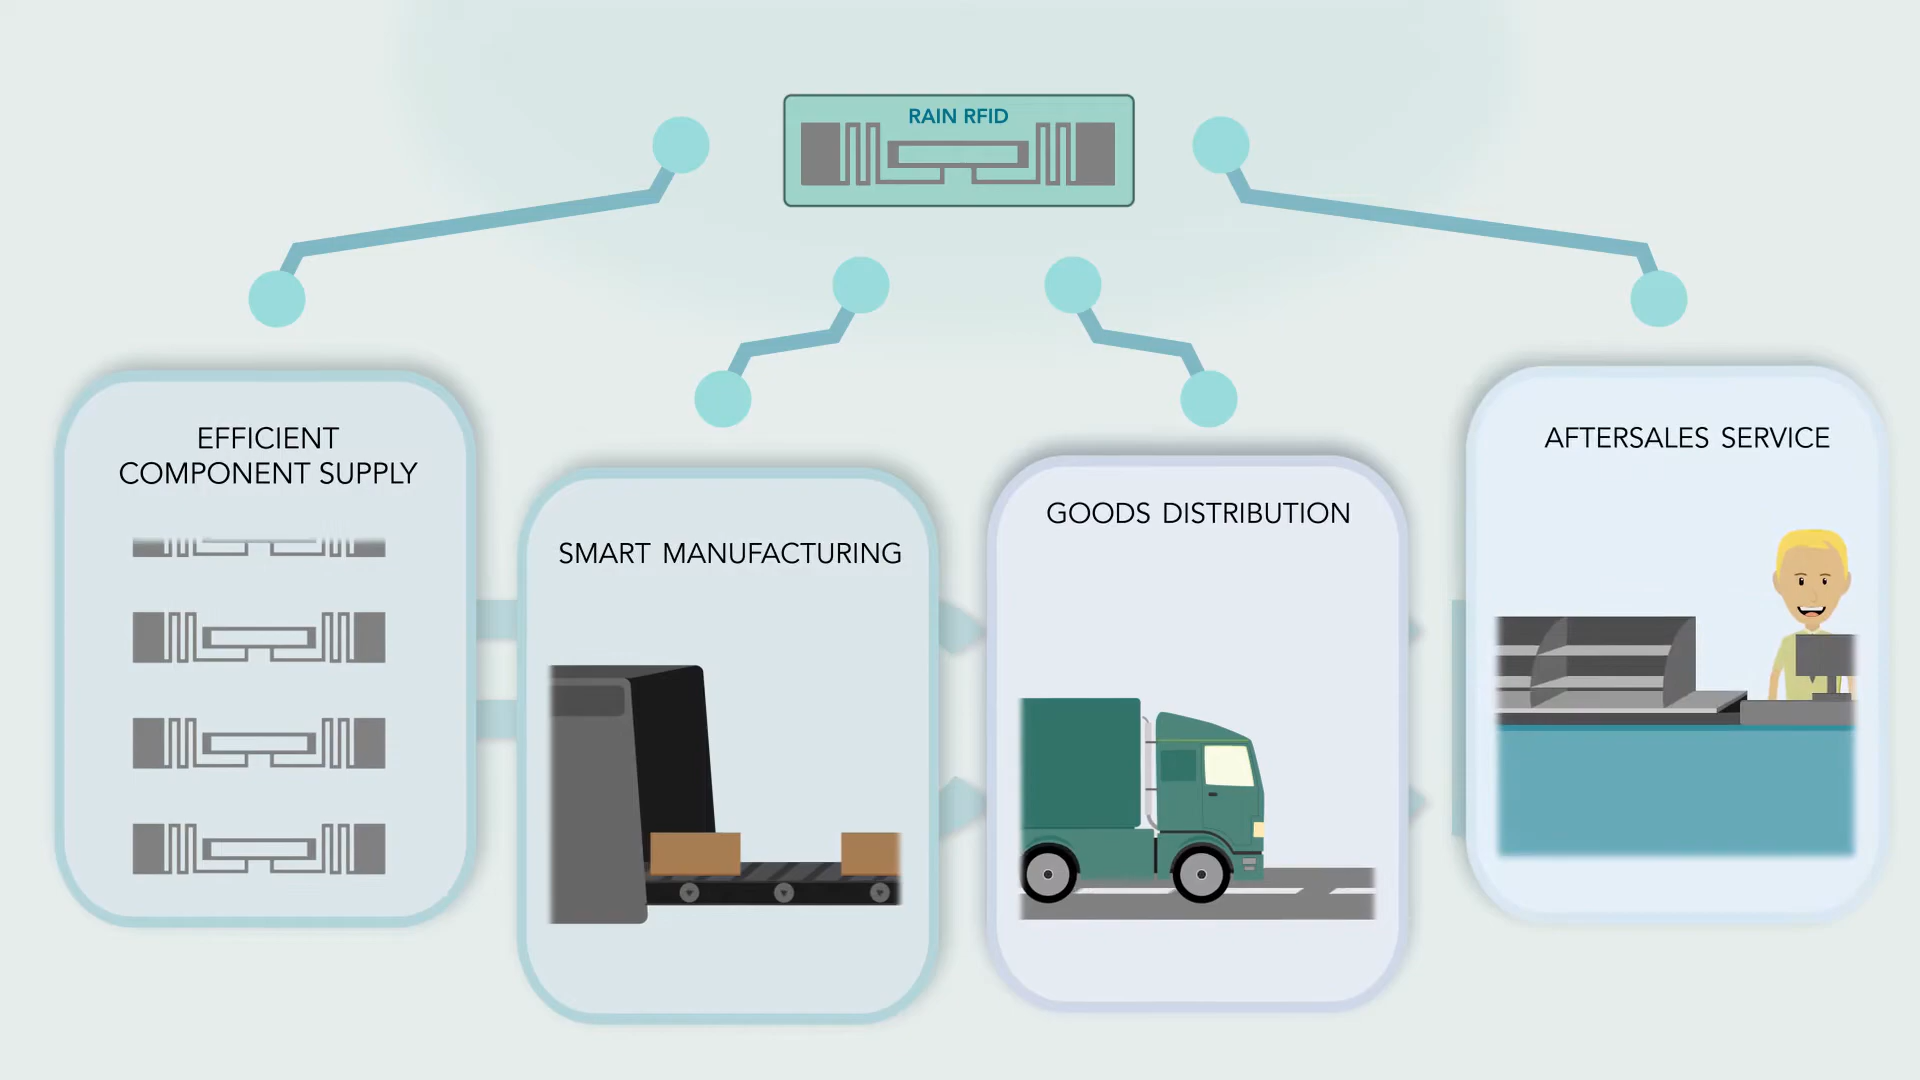 RAIN RFID
EFFICIENT
COMPONENT SUPPLY
SMART MANUFACTURING
GOODS DISTRIBUTION
AFTERSALES SERVICE